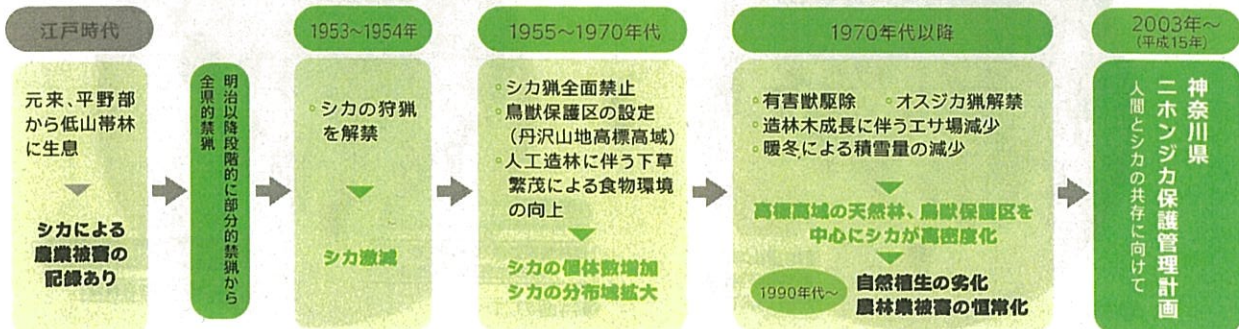 江戸時代
元来、平野部
から低山帯林
に生息
シカによる
農業被害の
記録あり
明治以降段階的に部分的禁猟から
全県的禁猟
1953~1954年
シカの狩猟
を解禁
シカ激減
1955~1970年代
シカ猟全面禁止
鳥獣保護区の設定
(丹沢山地高標高域)
人工造林に伴う下草
繁茂による食物環境
の向上
シカの個体数増加
シカの分布域拡大
1970年代以降
有害獣駆除 オスジカ猟解禁
造林木成長に伴うエサ場減少
暖冬による積雪量の減少
高標高域の天然林、鳥獣保護区を
中心にシカが高密度化
1990年代~
自然植生の劣化
農林業被害の恒常化
2003年~
(平成15年)
神奈川県
ニホンジカ保護管理計画
人間とシカの共存に向けて